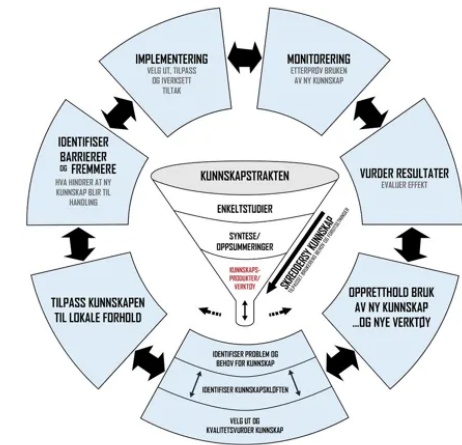 IMPLEMENTERING
VELG UT, TILPASS
OG IVERKSETT
TILTAK
MONITORERING
ETTERPRØV BRUKEN
AV NY KUNNSKAP
IDENTIFISER
BARRIERER
OG FREMMERE
HVA HINDRER AT NY
KUNNSKAP BLIR TIL
HANDLING
VURDER RESULTATER
EVALUER EFFEKT
KUNNSKAPSTRAKTEN
ENKELTSTUDIER
SYNTESE/
OPPSUMMERINGER
KUNNSKAPS-
PRODUKTER/
VERKTØY
SKREDDERSY KUNNSKAP
TILPASN
TILPASS KUNNSKAPEN
TIL LOKALE FORHOLD
OPPRETTHOLD BRUK
AV NY KUNNSKAP
...OG NYE VERKTØY
IDENTIFISER PROBLEM OG
BEHOV FOR KUNNSKAP
IDENTIFISER KUNNSKAPSKLØFTEN
VELG UT OG
KVALITETSVURDER KUNNSKAP